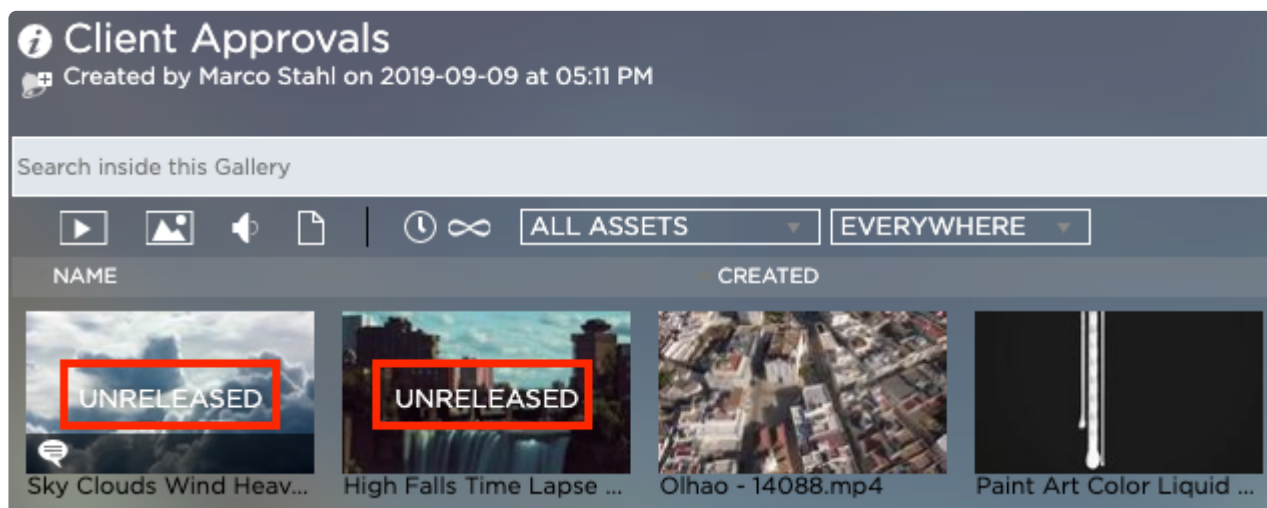 Client Approvals
Created by Marco Stahl on 2019-09-09 at 05:11 PM
Search inside this Gallery
ALL ASSETS EVERYWHERE
NAME CREATED
UNRELEASED UNRELEASED
Sky Clouds Wind Heav... High Falls Time Lapse ... Olhao - 14088.mp4 Paint Art Color Liquid ...